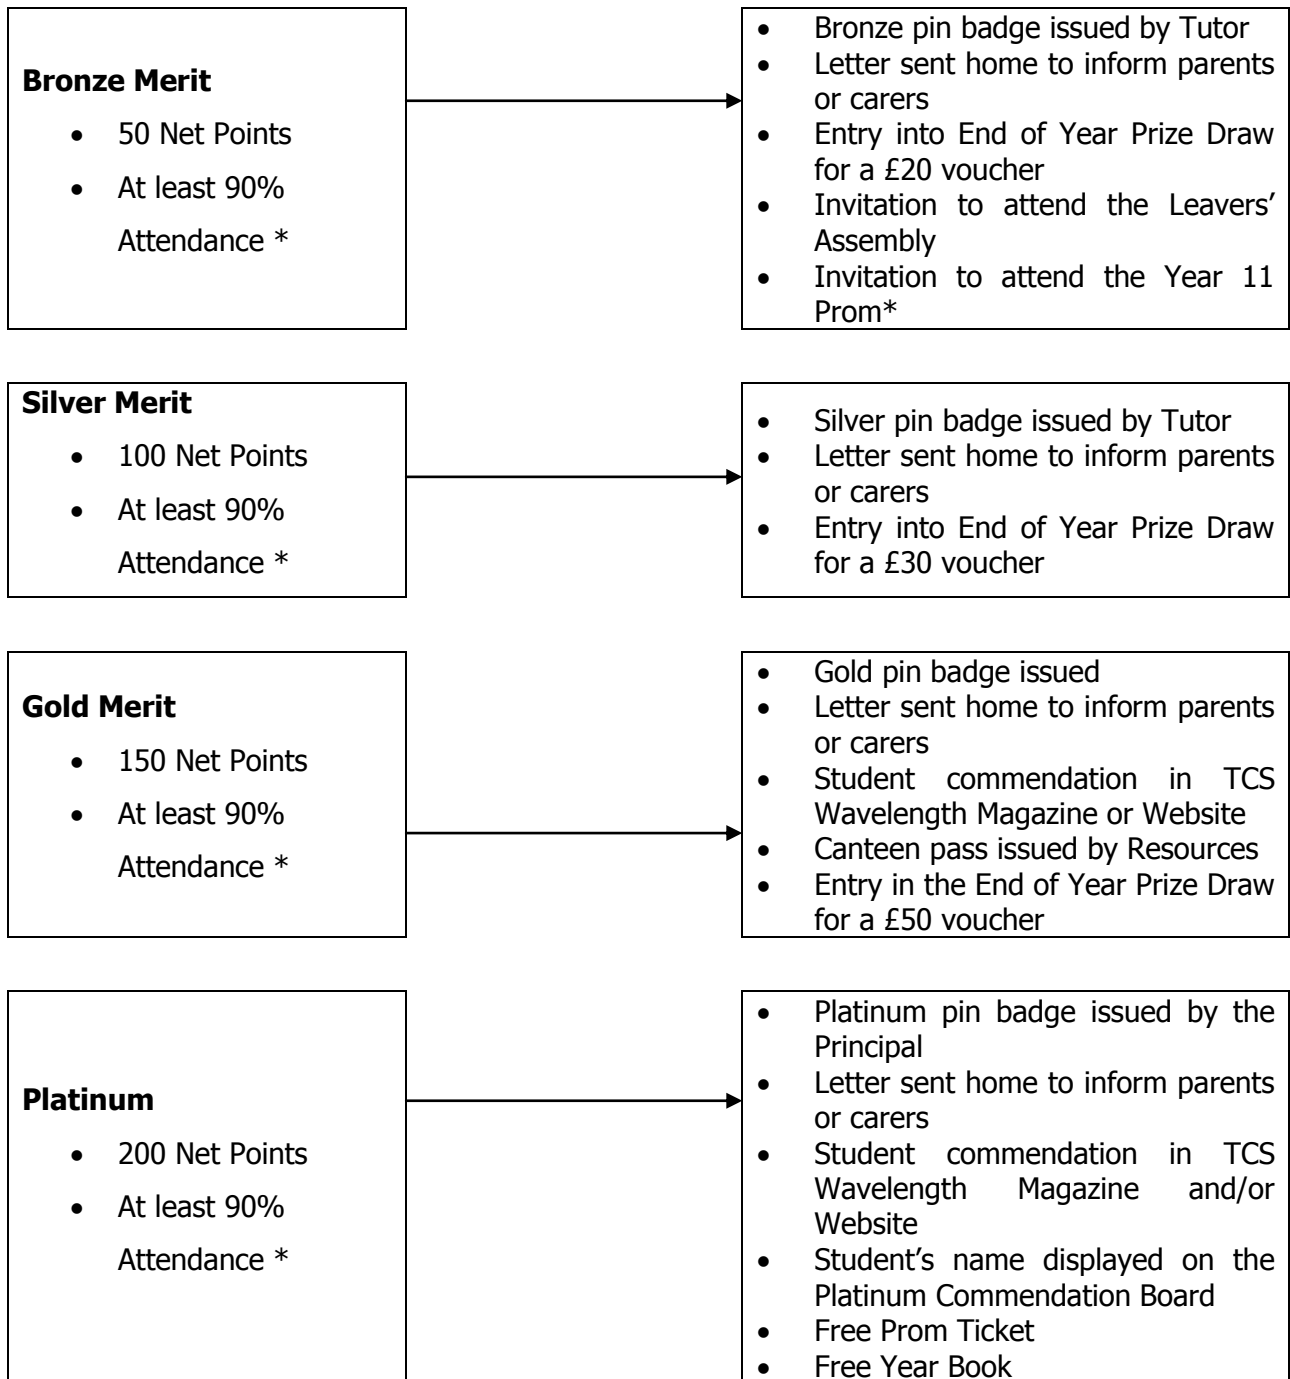 Bronze Merit
• 50 Net Points
• At least 90%
Attendance *
• Bronze pin badge issued by Tutor
• Letter sent home to inform parents
or carers
• Entry into End of Year Prize Draw
for a £20 voucher
• Invitation to attend the Leavers’
Assembly
• Invitation to attend the Year 11
Prom*
Silver Merit
• 100 Net Points
• At least 90%
Attendance *
• Silver pin badge issued by Tutor
• Letter sent home to inform parents
or carers
• Entry into End of Year Prize Draw
for a £30 voucher
Gold Merit
• 150 Net Points
• At least 90%
Attendance *
• Gold pin badge issued
• Letter sent home to inform parents
or carers
• Student commendation in TCS
Wavelength Magazine or Website
• Canteen pass issued by Resources
• Entry in the End of Year Prize Draw
for a £50 voucher
Platinum
• 200 Net Points
• At least 90%
Attendance *
• Platinum pin badge issued by the
Principal
• Letter sent home to inform parents
or carers
• Student commendation in TCS
Wavelength Magazine and/or
Website
• Student’s name displayed on the
Platinum Commendation Board
• Free Prom Ticket
• Free Year Book